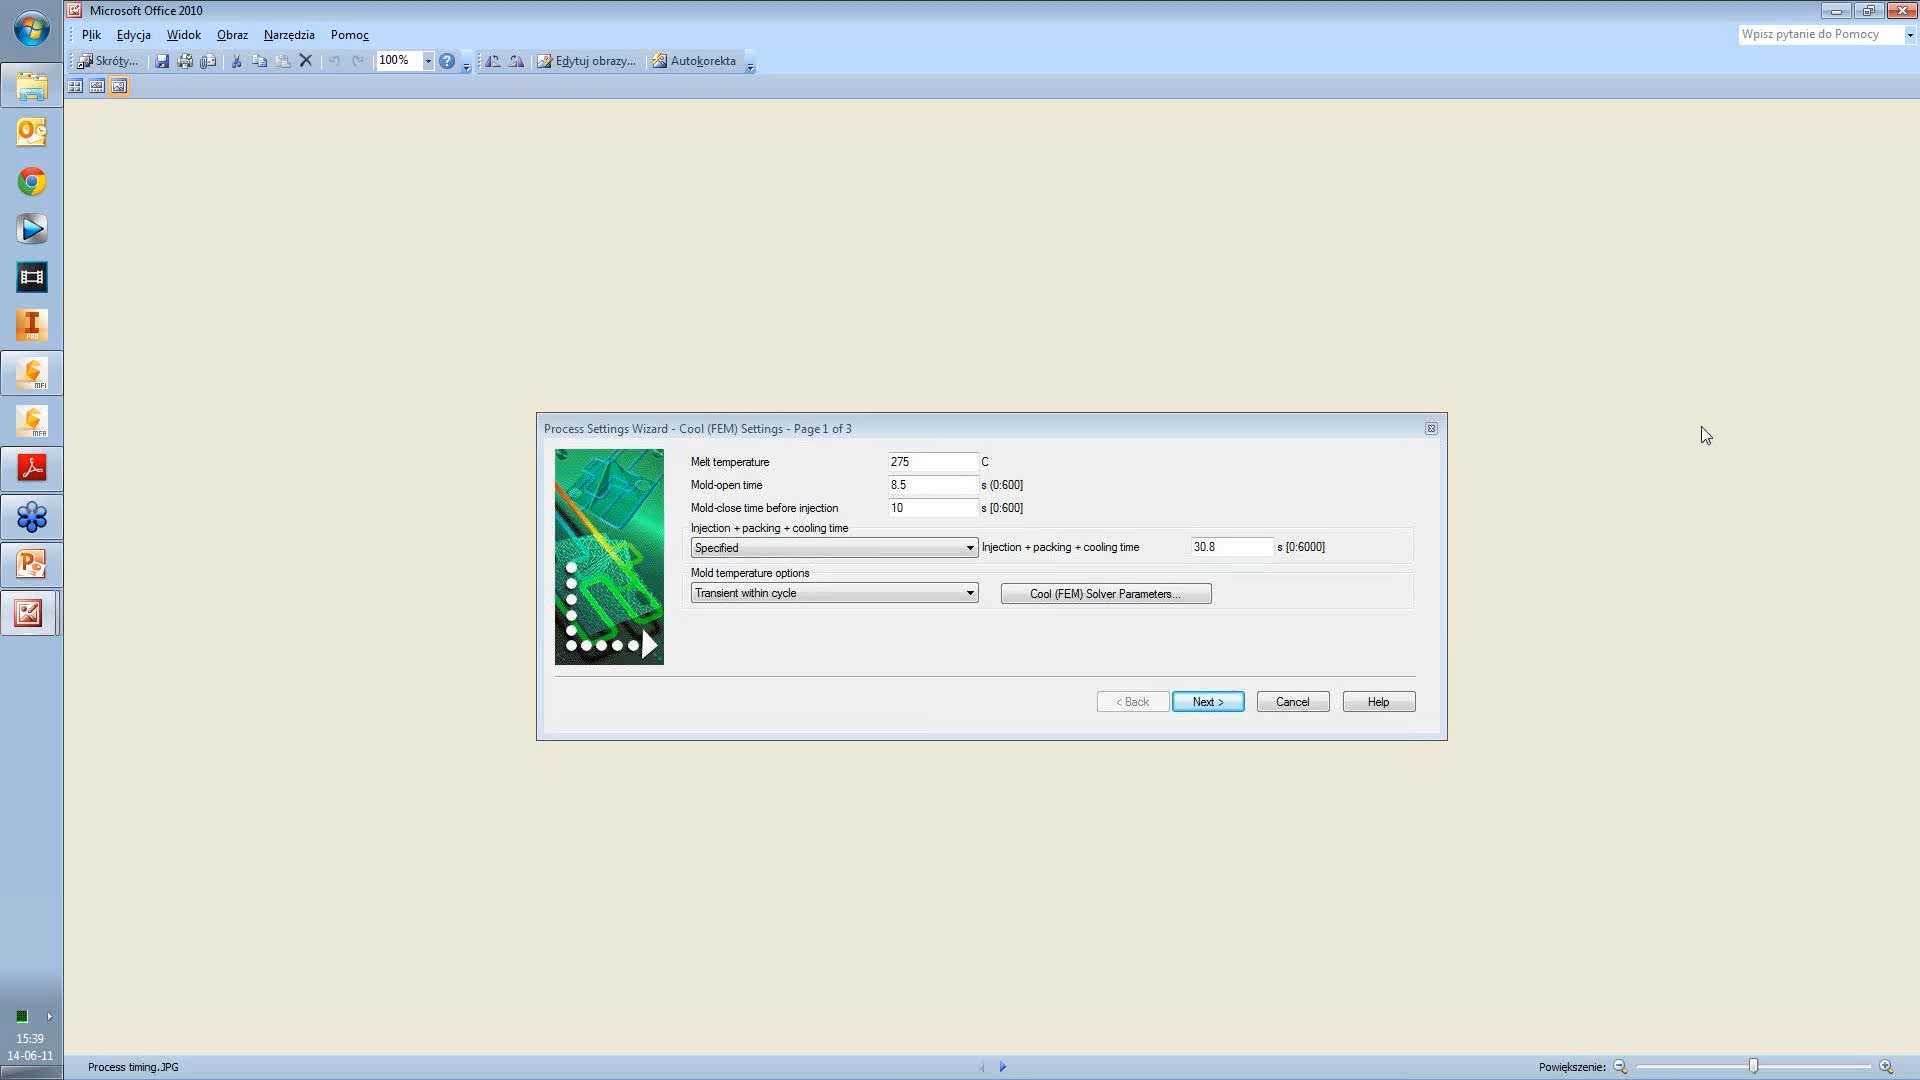 Microsoft Office 2010
Plik Edycja Widok Obraz Narzędzia Pomoc Wpisz pytanie do Pomocy
Skróty... 100% Edytuj obrazy... Autokorekta
Process Settings Wizard - Cool (FEM) Settings - Page 1 of 3
Melt temperature 275 C
Mold-open time 8.5 s (0:600]
Mold-close time before injection 10 s [0:600]
Injection + packing + cooling time
Specified Injection + packing + cooling time 30.8 s [0:6000]
Mold temperature options
Transient within cycle Cool (FEM) Solver Parameters...
< Back Next > Cancel Help
PRO
MFI
MFA
15:39
14-06-11
Process timing.JPG Powiększenie: